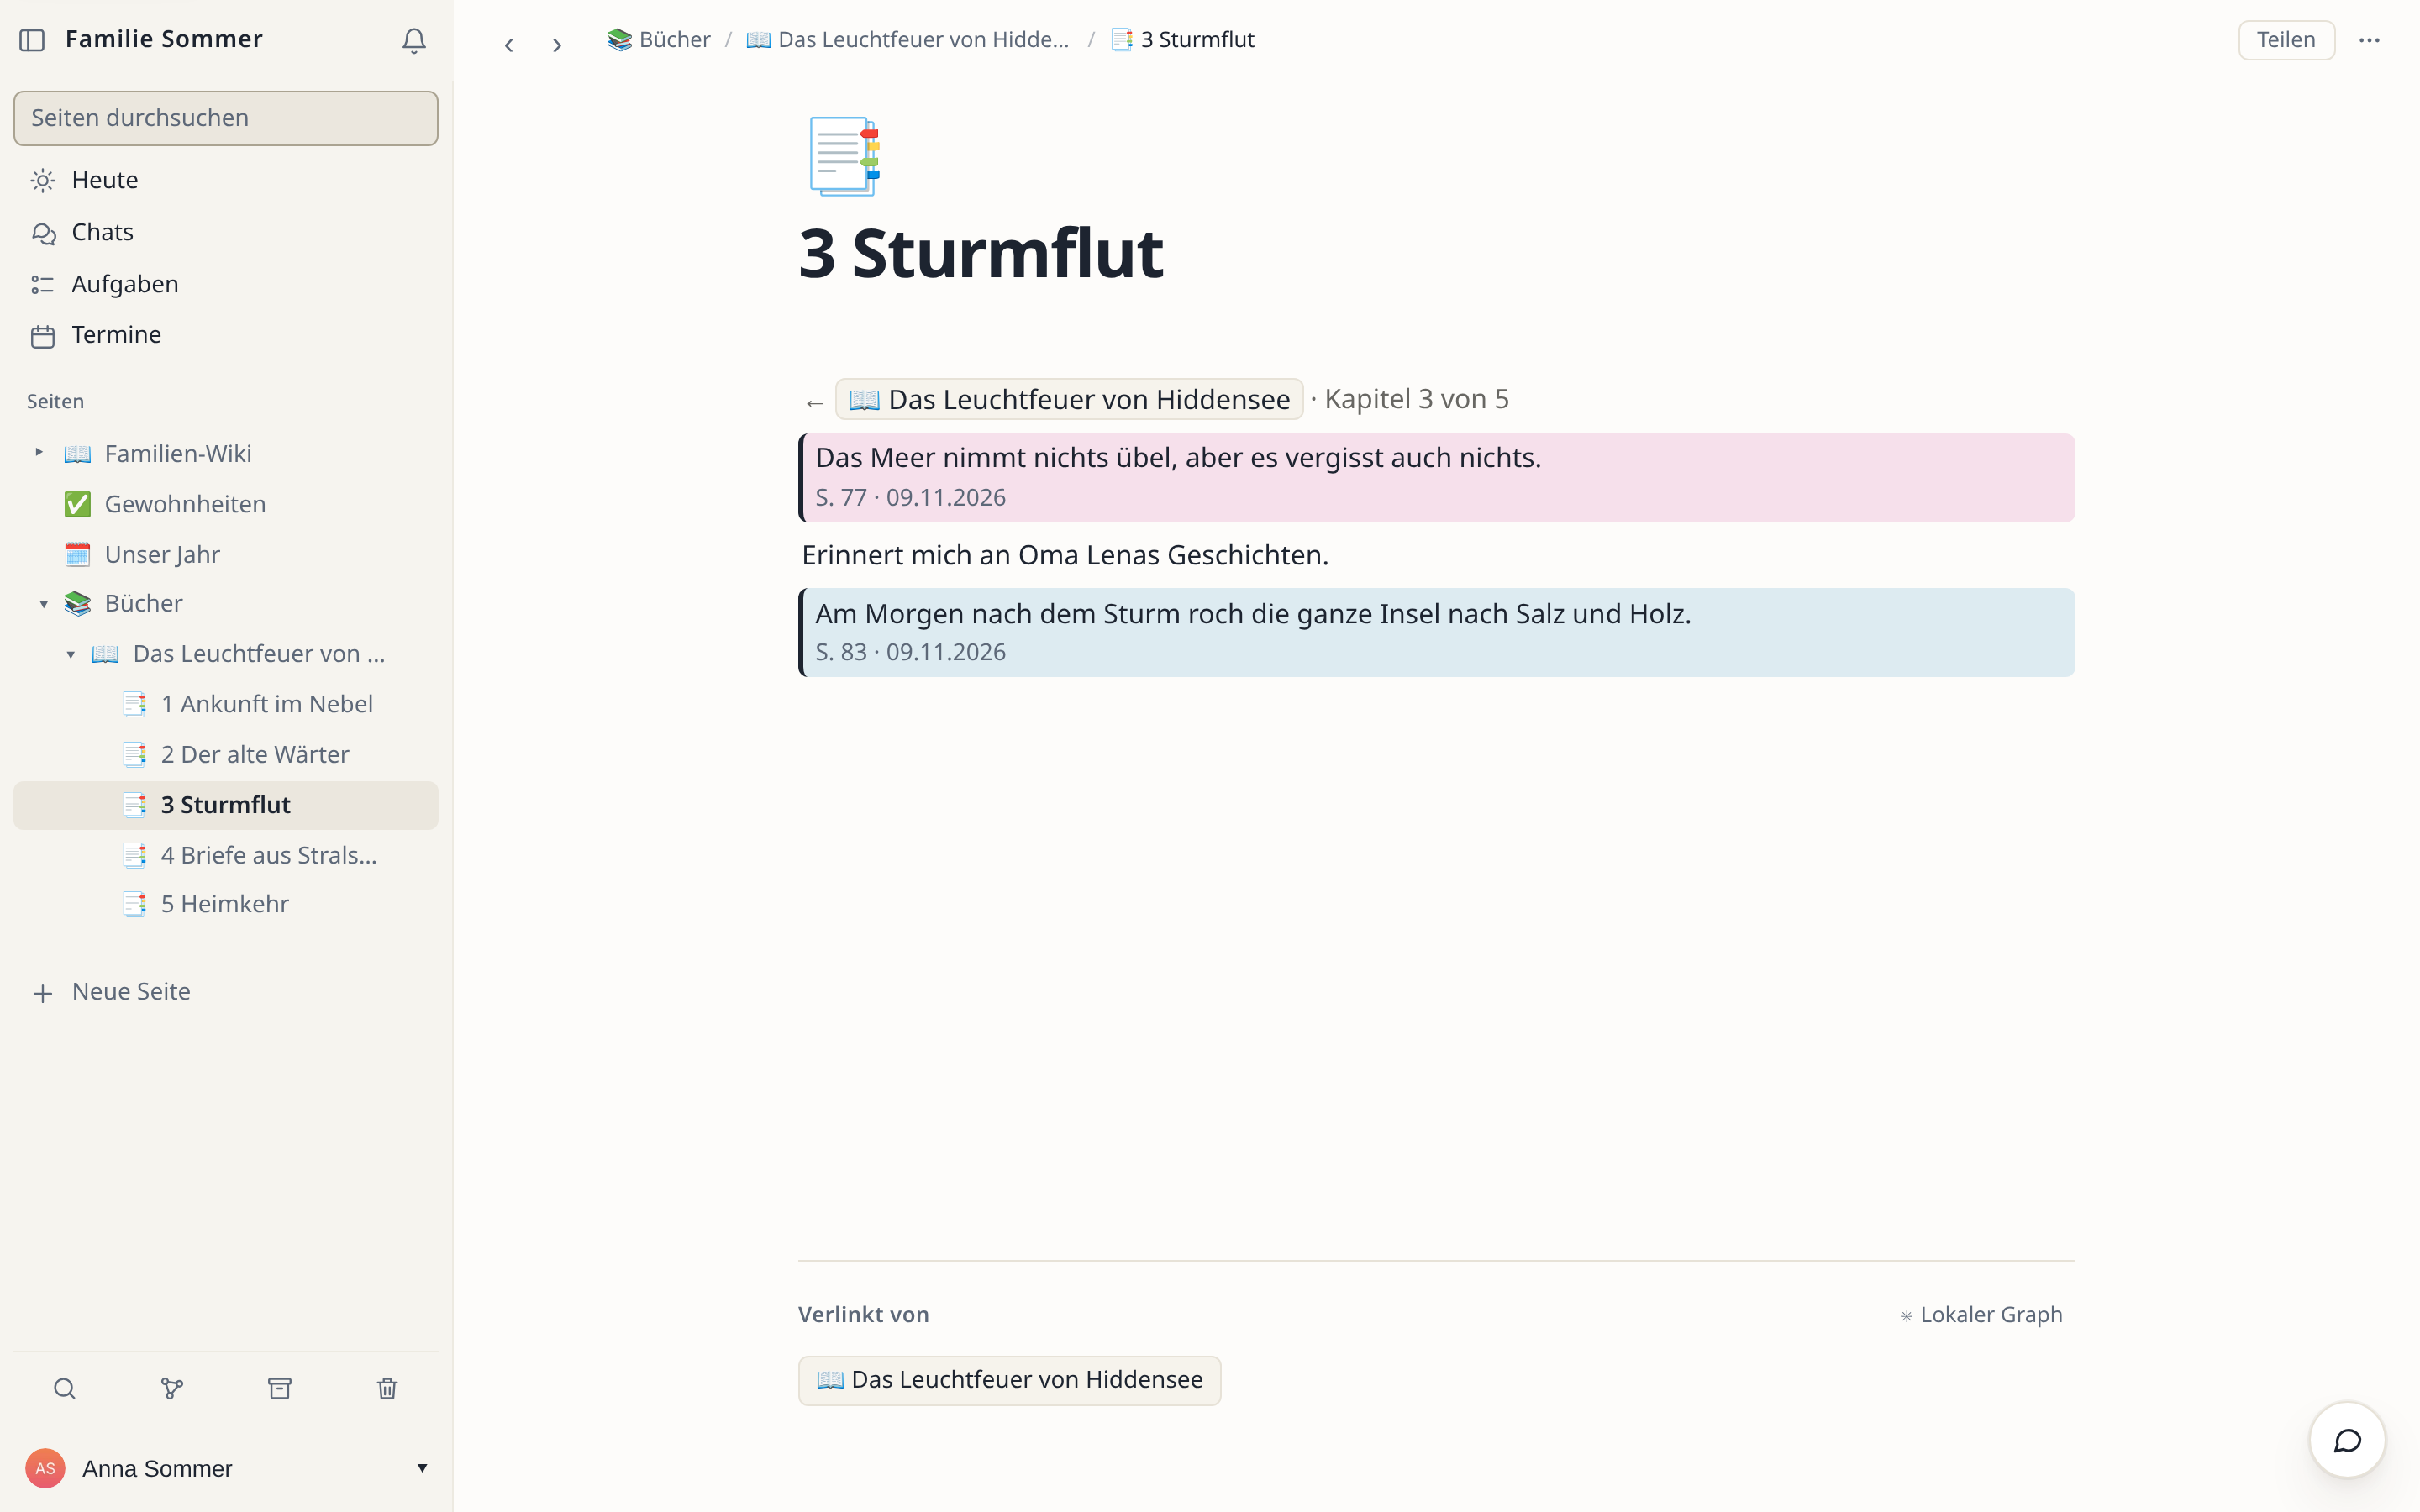 Familie Sommer
Seiten durchsuchen
Heute
Chats
Aufgaben
Termine
Seiten
Familien-Wiki
Gewohnheiten
Unser Jahr
Bücher
Das Leuchtfeuer von ...
1 Ankunft im Nebel
2 Der alte Wärter
3 Sturmflut
4 Briefe aus Strals...
5 Heimkehr
Neue Seite
AS Anna Sommer
Bücher / Das Leuchtfeuer von Hidde... / 3 Sturmflut
Teilen
3 Sturmflut
← Das Leuchtfeuer von Hiddensee · Kapitel 3 von 5
Das Meer nimmt nichts übel, aber es vergisst auch nichts.
S. 77 · 09.11.2026
Erinnert mich an Oma Lenas Geschichten.
Am Morgen nach dem Sturm roch die ganze Insel nach Salz und Holz.
S. 83 · 09.11.2026
Verlinkt von
Lokaler Graph
Das Leuchtfeuer von Hiddensee